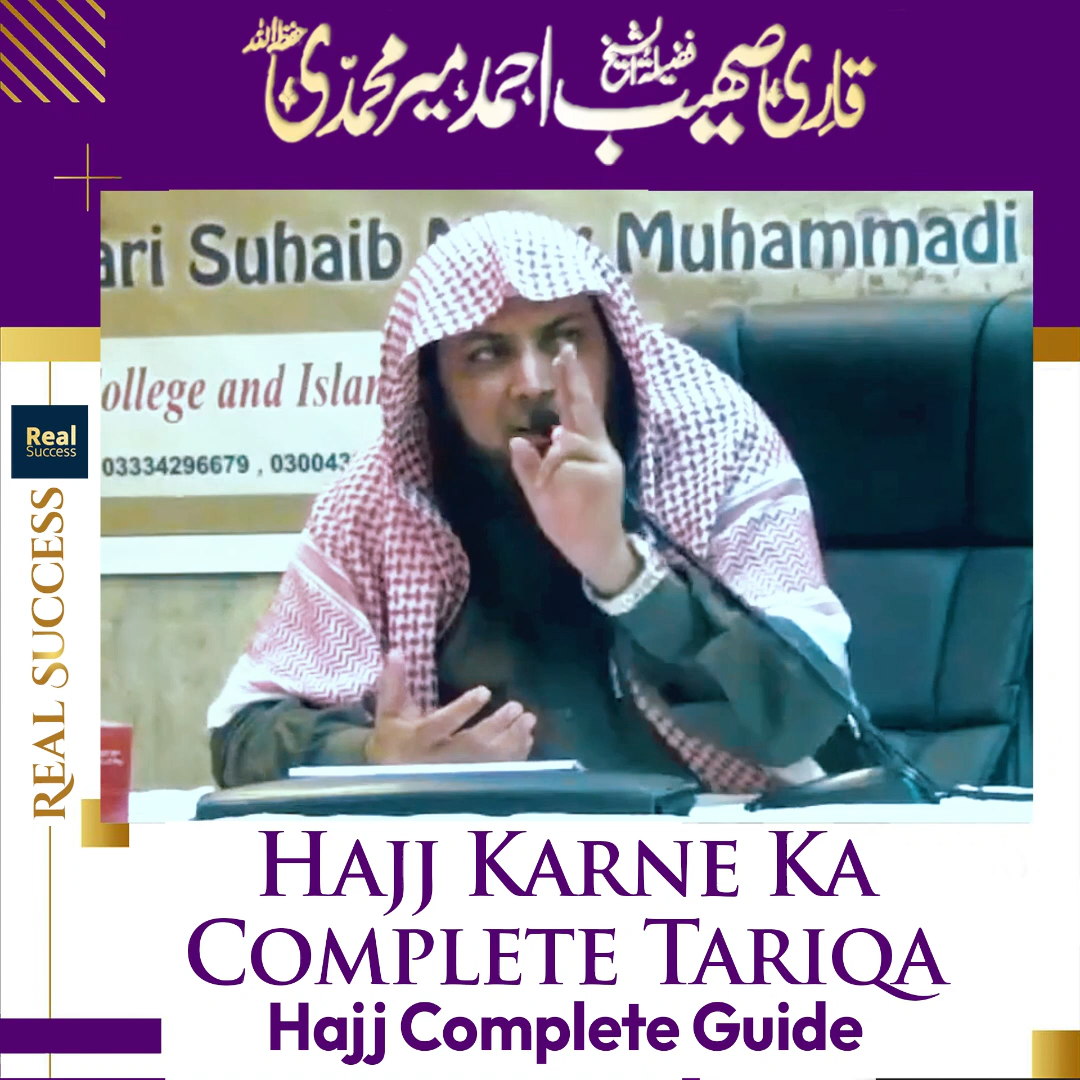 قاری صہیب احمد میر محمدی
فضیلۃ الشیخ
حفظہ اللہ
ari Suhaib Muhammadi
ollege and Islam
03334296679 , 03004
Real
Success
REAL SUCCESS
HAJJ KARNE KA
COMPLETE TARIQA
Hajj Complete Guide